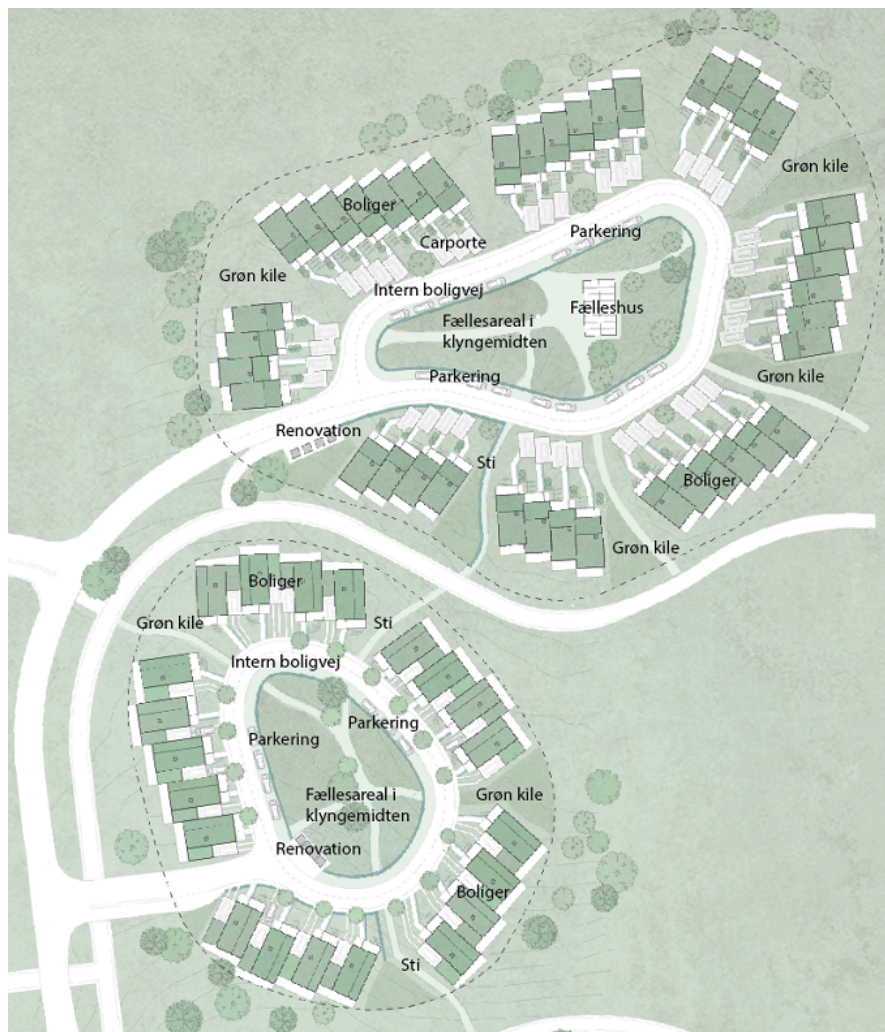 Grøn kile
Boliger
Parkering
Carporte
Grøn kile
Intern boligvej
Fælleshus
Fællesareal i
klyngemidten
Parkering
Grøn kile
Renovation
Sti
Boliger
Grøn kile
Boliger
Grøn kile
Sti
Intern boligvej
Parkering
Parkering
Fællesareal i
klyngemidten
Grøn kile
Renovation
Boliger
Sti